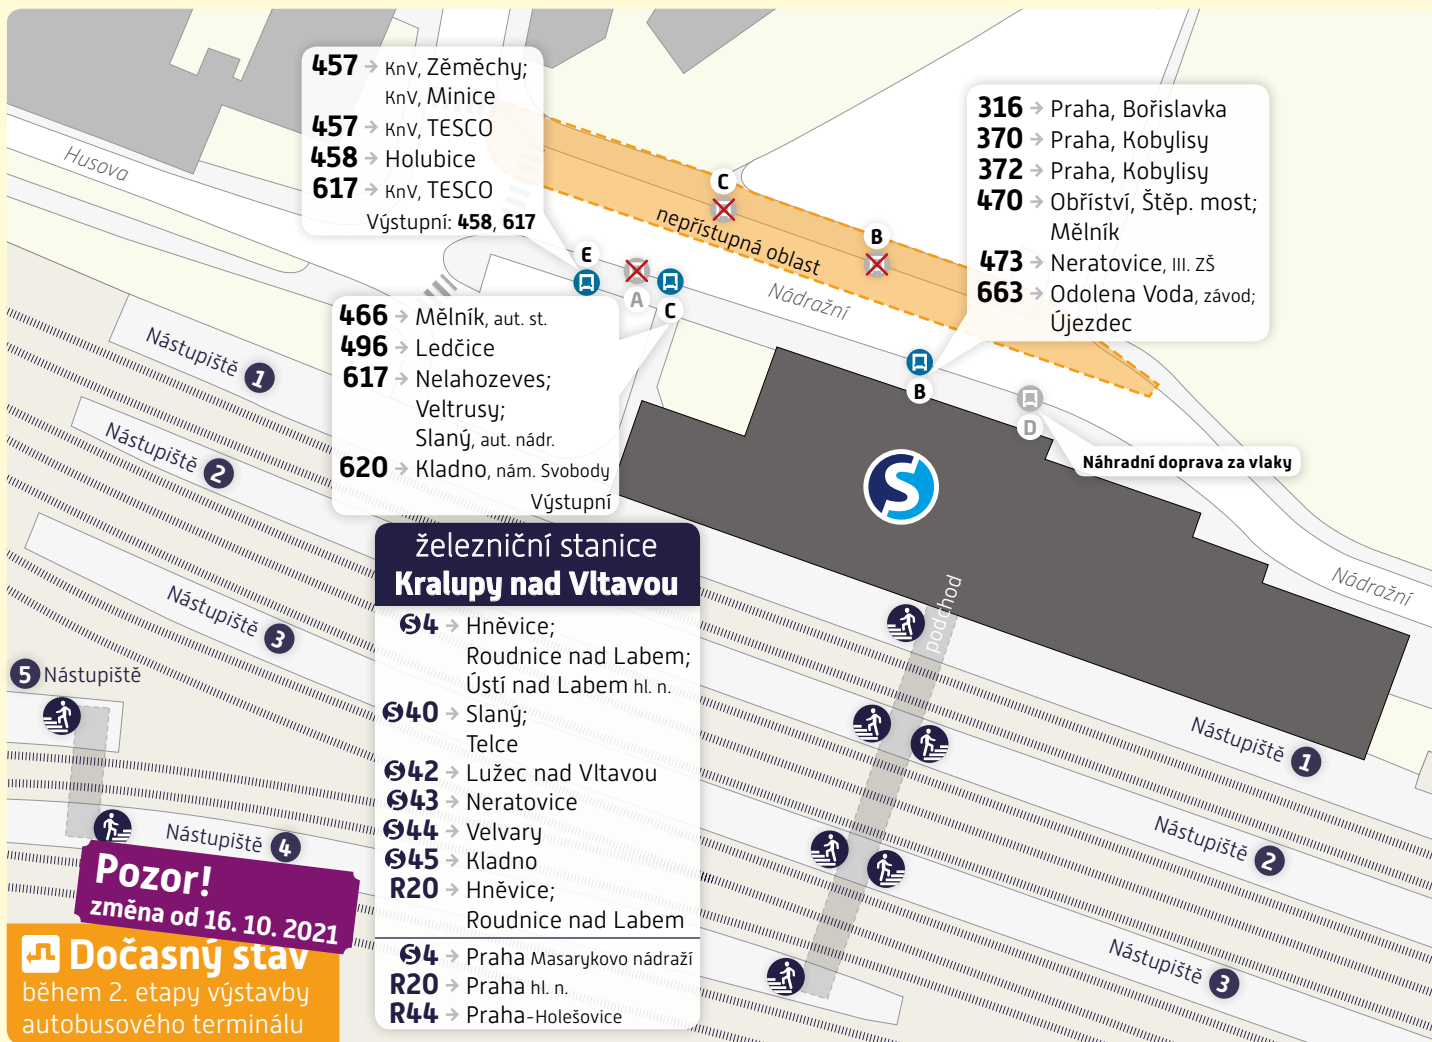 457 → KnV, Zěměchy;
KnV, Minice
457 → KnV, TESCO
458 → Holubice
617 → KnV, TESCO
Výstupní: 458, 617
316 → Praha, Bořislavka
370 → Praha, Kobylisy
372 → Praha, Kobylisy
470 → Obříství, Štěp. most;
Mělník
473 → Neratovice, III. ZŠ
663 → Odolena Voda, závod;
Újezdec
Husova
C
B
nepřístupná oblast
E
A
C
Nádražní
466 → Mělník, aut. st.
496 → Ledčice
617 → Nelahozeves;
Veltrusy;
Slaný, aut. nádr.
620 → Kladno, nám. Svobody
Výstupní
B
D
Náhradní doprava za vlaky
S
Nádražní
Nástupiště 1
Nástupiště 2
Nástupiště 3
5 Nástupiště
Nástupiště 4
železniční stanice
Kralupy nad Vltavou
S4 → Hněvice;
Roudnice nad Labem;
Ústí nad Labem hl. n.
S40 → Slaný;
Telce
S42 → Lužec nad Vltavou
S43 → Neratovice
S44 → Velvary
S45 → Kladno
R20 → Hněvice;
Roudnice nad Labem
S4 → Praha Masarykovo nádraží
R20 → Praha hl. n.
R44 → Praha-Holešovice
podchod
Nástupiště 1
Nástupiště 2
Nástupiště 3
Pozor!
změna od 16. 10. 2021
Dočasný stav
během 2. etapy výstavby
autobusového terminálu